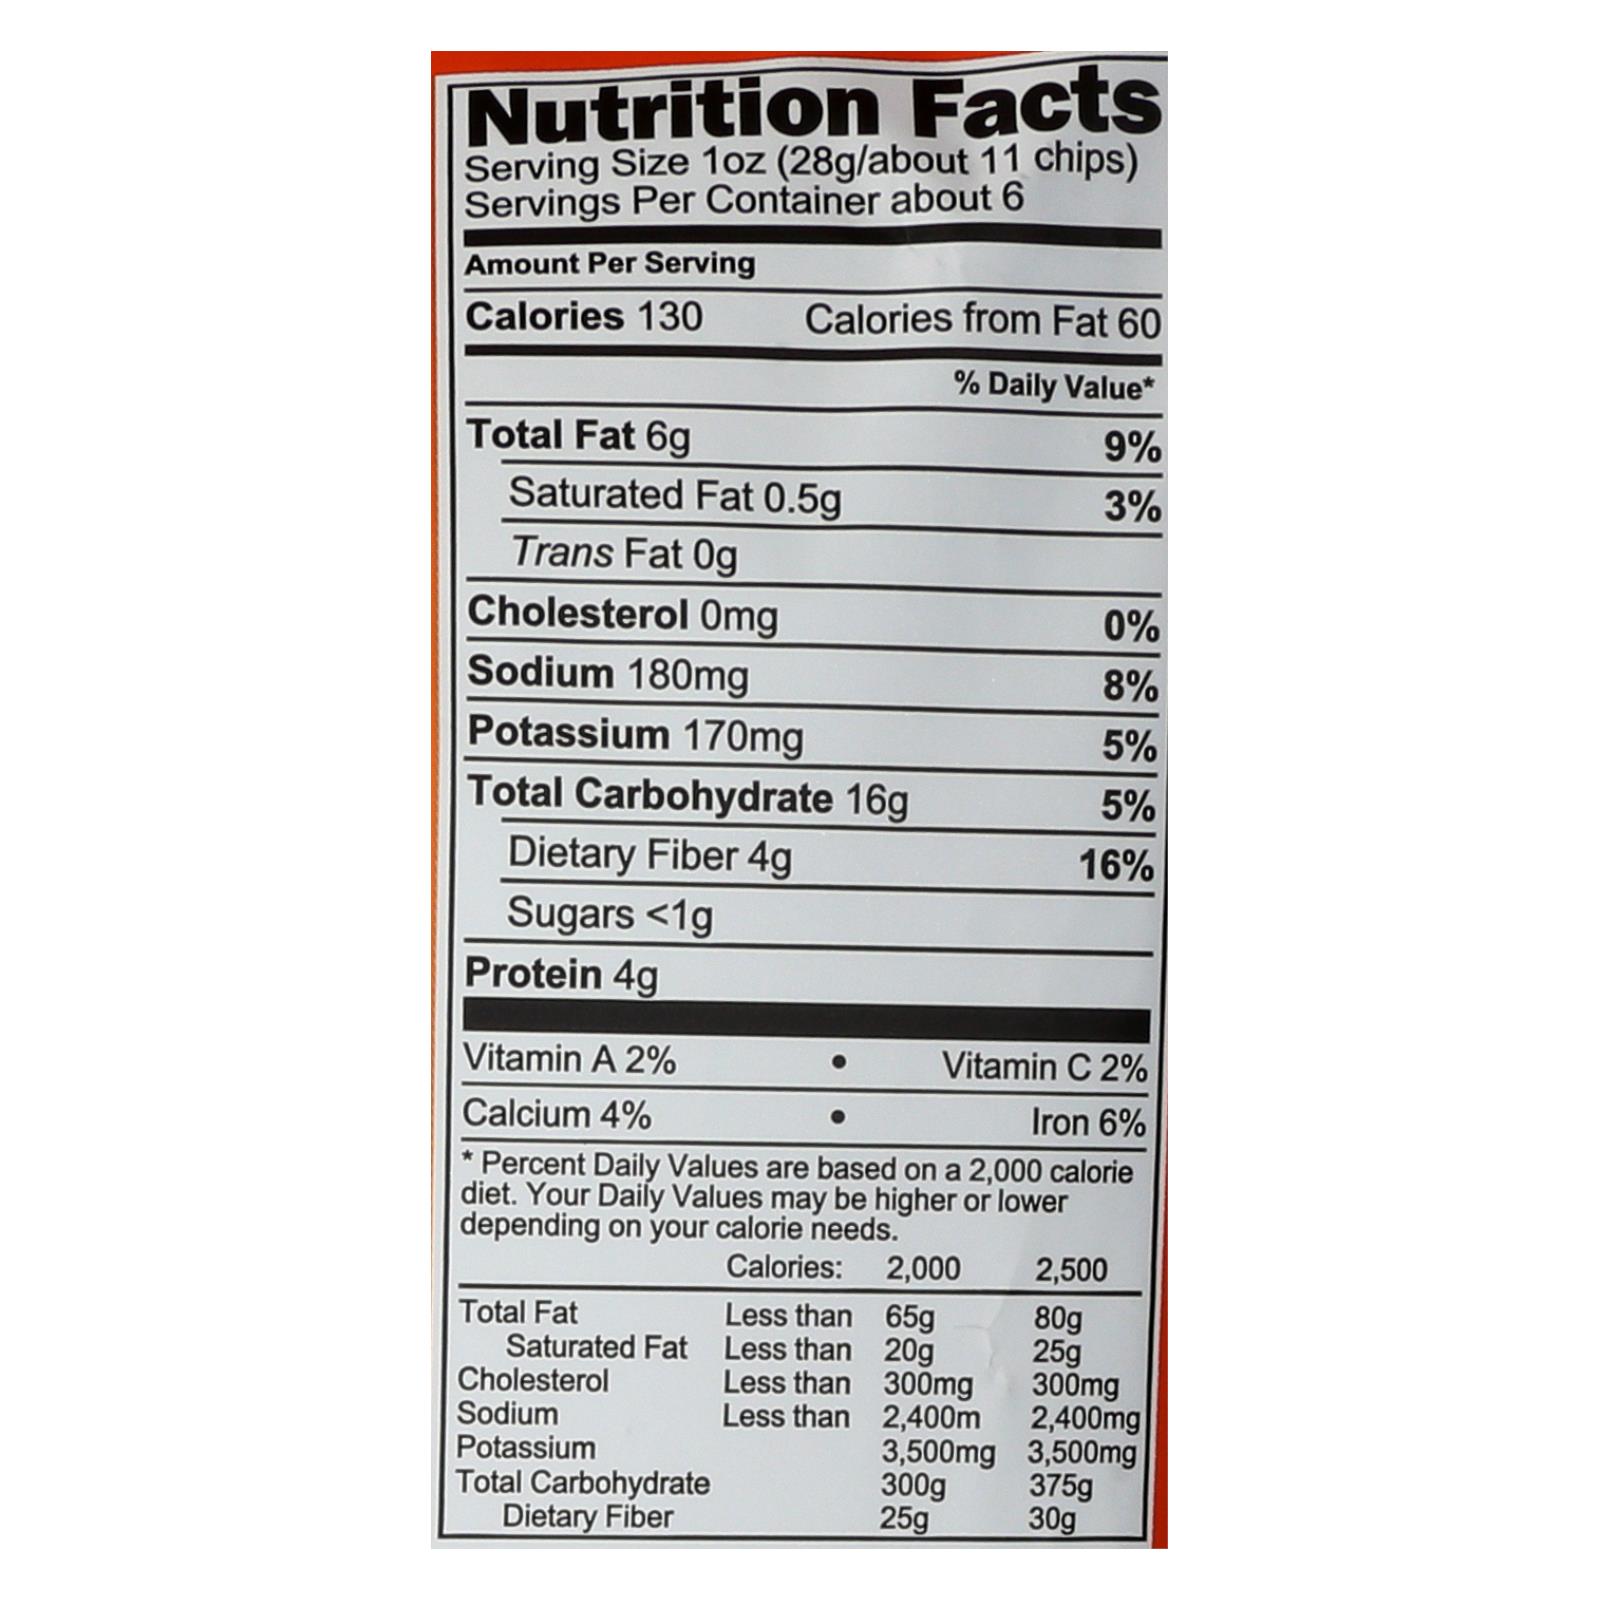 Nutrition Facts
Serving Size 1oz (28g/about 11 chips)
Servings Per Container about 6
Amount Per Serving
Calories 130 Calories from Fat 60
% Daily Value*
Total Fat 6g 9%
Saturated Fat 0.5g 3%
Trans Fat 0g
Cholesterol 0mg 0%
Sodium 180mg 8%
Potassium 170mg 5%
Total Carbohydrate 16g 5%
Dietary Fiber 4g 16%
Sugars <1g
Protein 4g
Vitamin A 2% • Vitamin C 2%
Calcium 4% • Iron 6%
* Percent Daily Values are based on a 2,000 calorie
diet. Your Daily Values may be higher or lower
depending on your calorie needs.
Calories: 2,000 2,500
Total Fat Less than 65g 80g
Saturated Fat Less than 20g 25g
Cholesterol Less than 300mg 300mg
Sodium Less than 2,400m 2,400mg
Potassium 3,500mg 3,500mg
Total Carbohydrate 300g 375g
Dietary Fiber 25g 30g